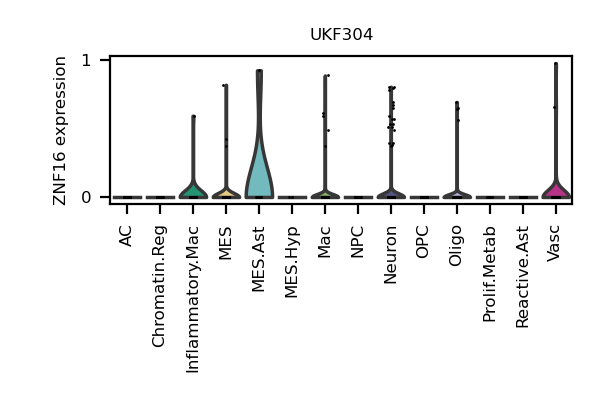 UKF304
ZNF16 expression
1
0
AC
Chromatin.Reg
Inflammatory.Mac
MES
MES.Ast
MES.Hyp
Mac
NPC
Neuron
OPC
Oligo
Prolif.Metab
Reactive.Ast
Vasc